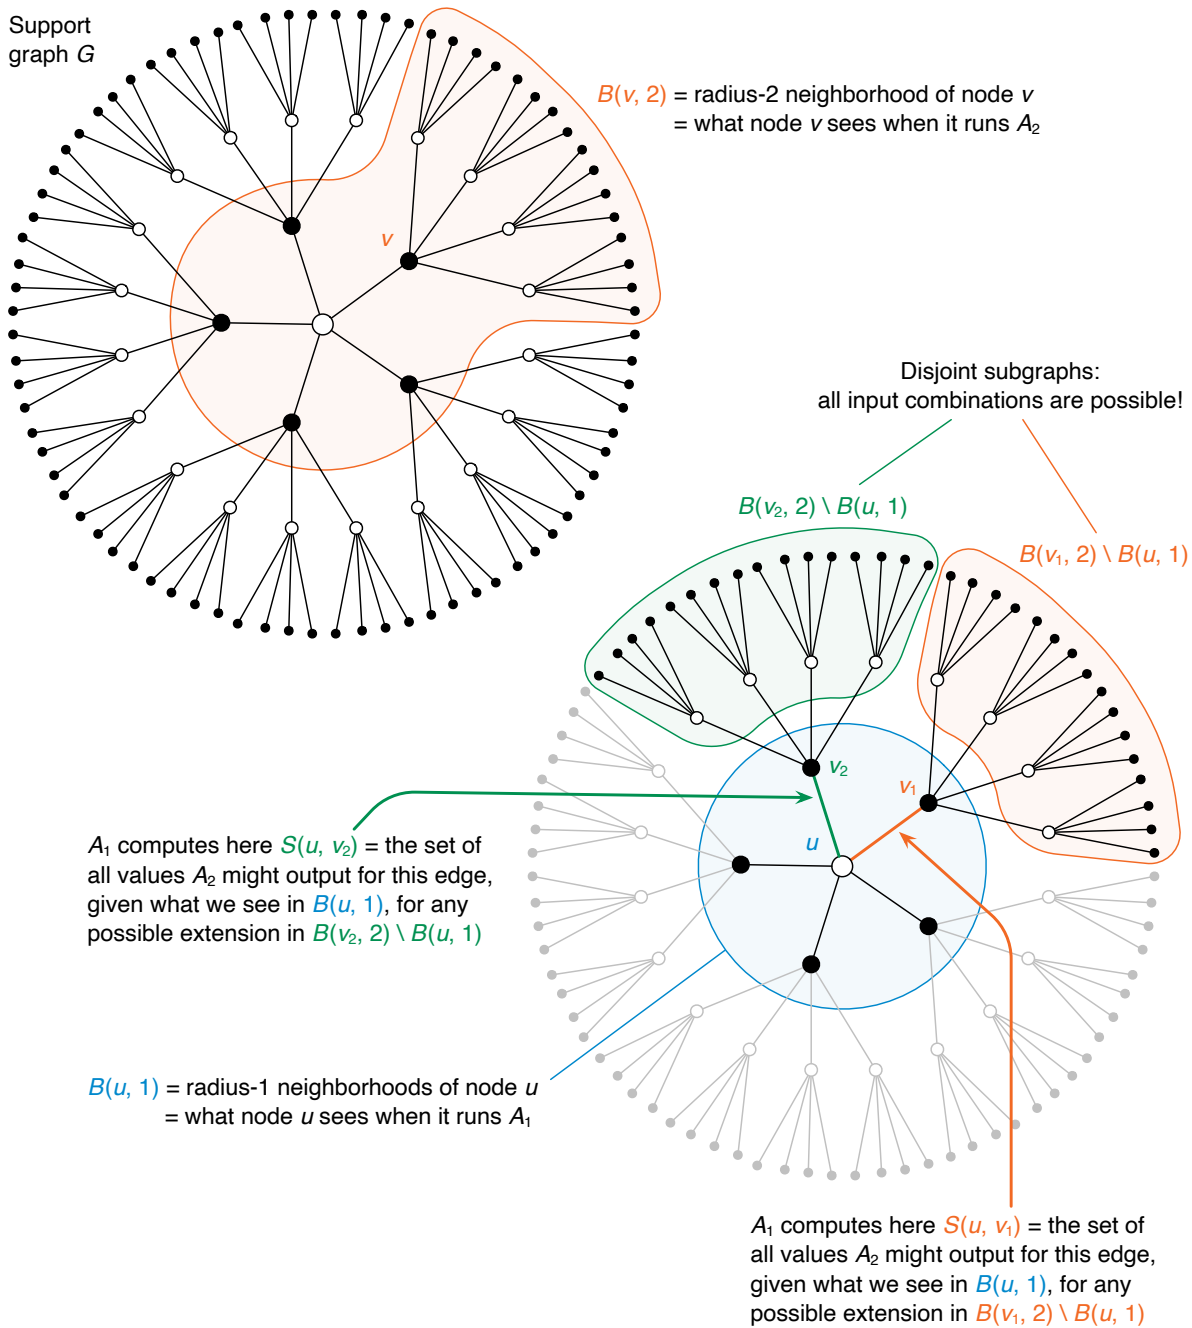 Support
graph G
B(v, 2) = radius-2 neighborhood of node v
= what node v sees when it runs A₂
v
Disjoint subgraphs:
all input combinations are possible!
B(v₂, 2) \ B(u, 1)
B(v₁, 2) \ B(u, 1)
v₂
v₁
u
A₁ computes here S(u, v₂) = the set of
all values A₂ might output for this edge,
given what we see in B(u, 1), for any
possible extension in B(v₂, 2) \ B(u, 1)
B(u, 1) = radius-1 neighborhoods of node u
= what node u sees when it runs A₁
A₁ computes here S(u, v₁) = the set of
all values A₂ might output for this edge,
given what we see in B(u, 1), for any
possible extension in B(v₁, 2) \ B(u, 1)